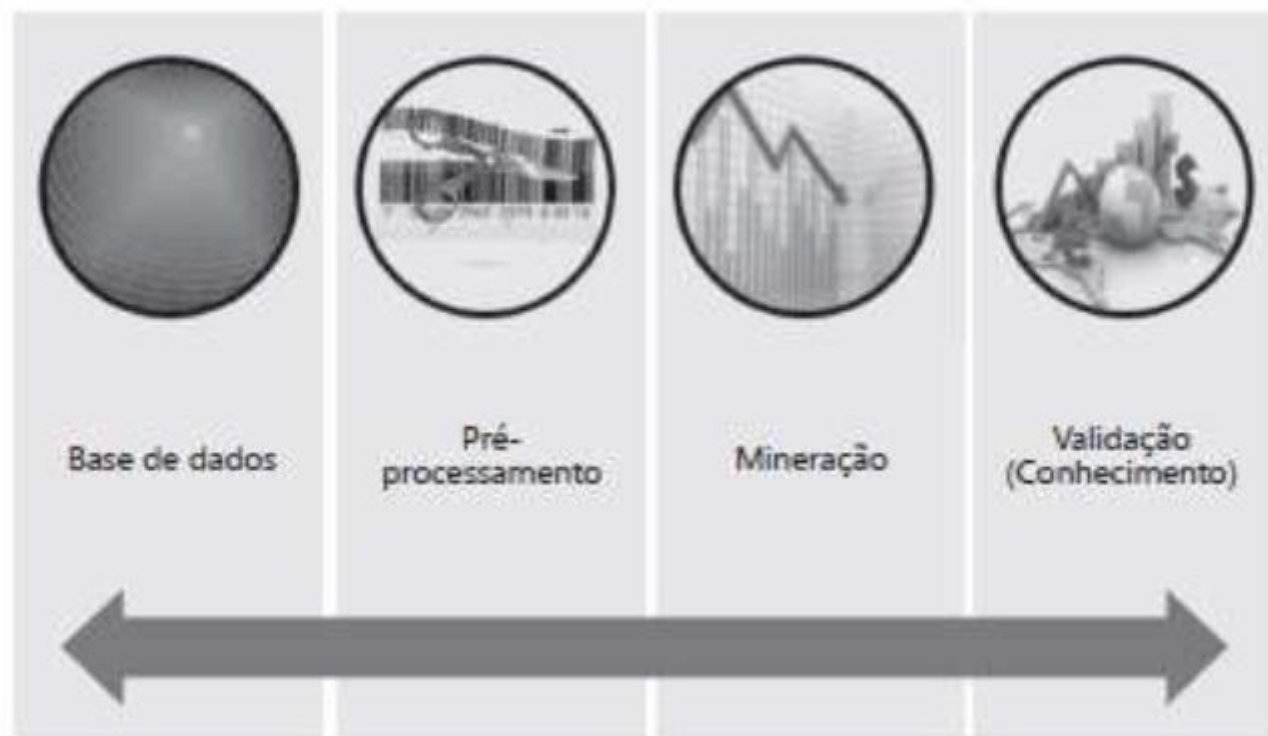 Base de dados
Pré-
processamento
Mineração
Validação
(Conhecimento)